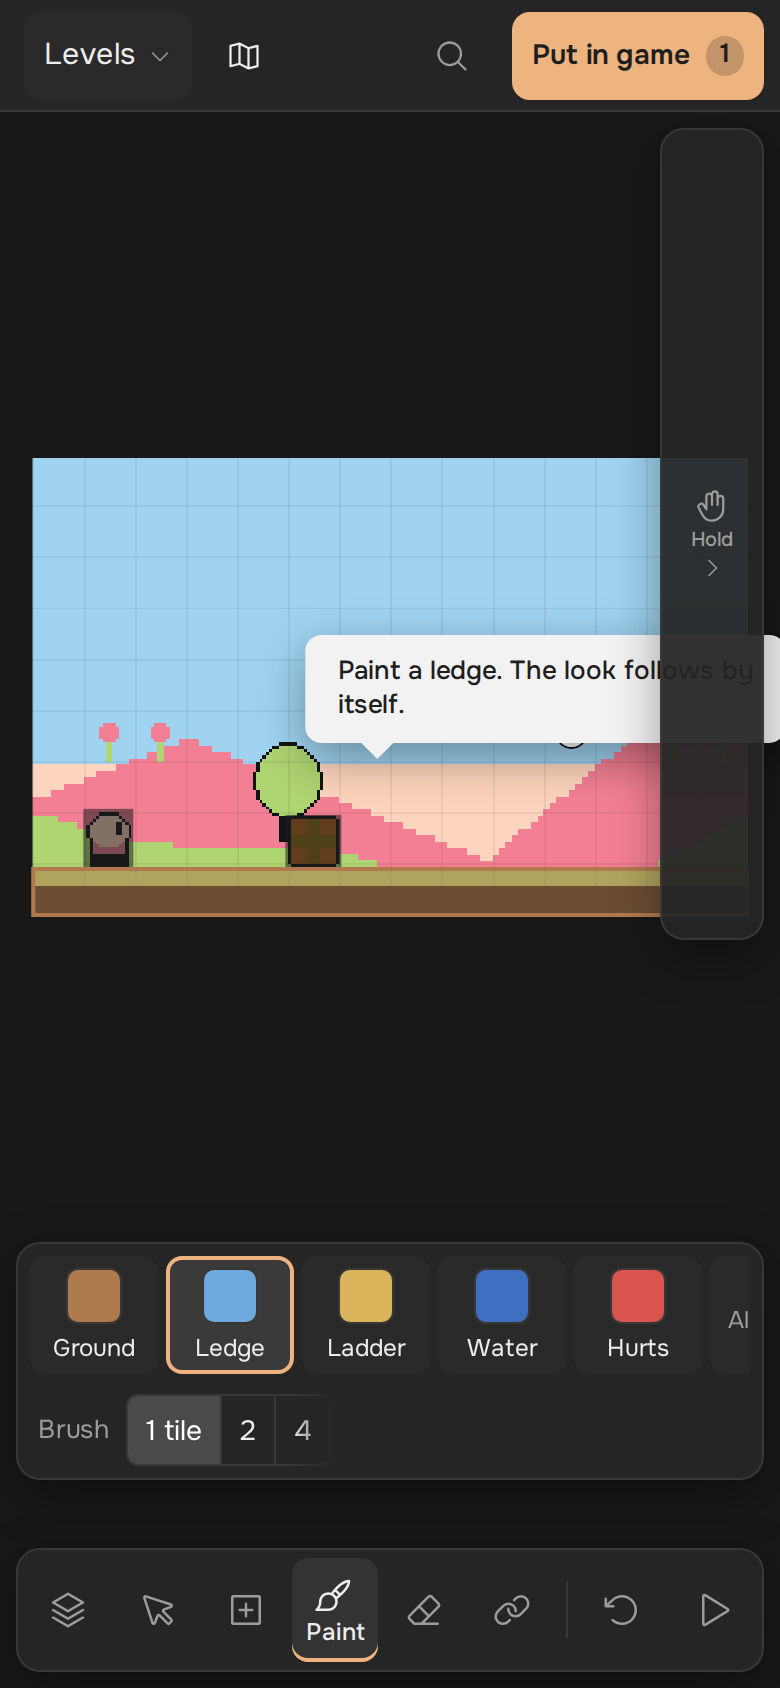 Levels
Put in game 1
Hold
Paint a ledge. The look follows by
itself.
Ground
Ledge
Ladder
Water
Hurts
Al
Brush
1 tile
2
4
Paint